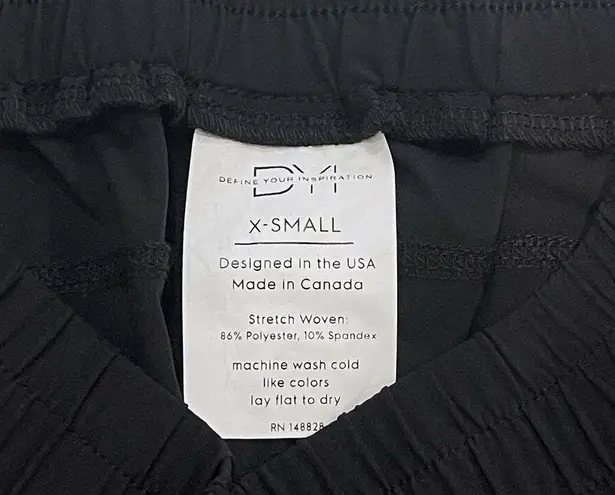 DYI
DEFINE YOUR INSPIRATION
X-SMALL
Designed in the USA
Made in Canada
Stretch Woven:
86% Polyester, 10% Spandex
machine wash cold
like colors
lay flat to dry
RN 148828